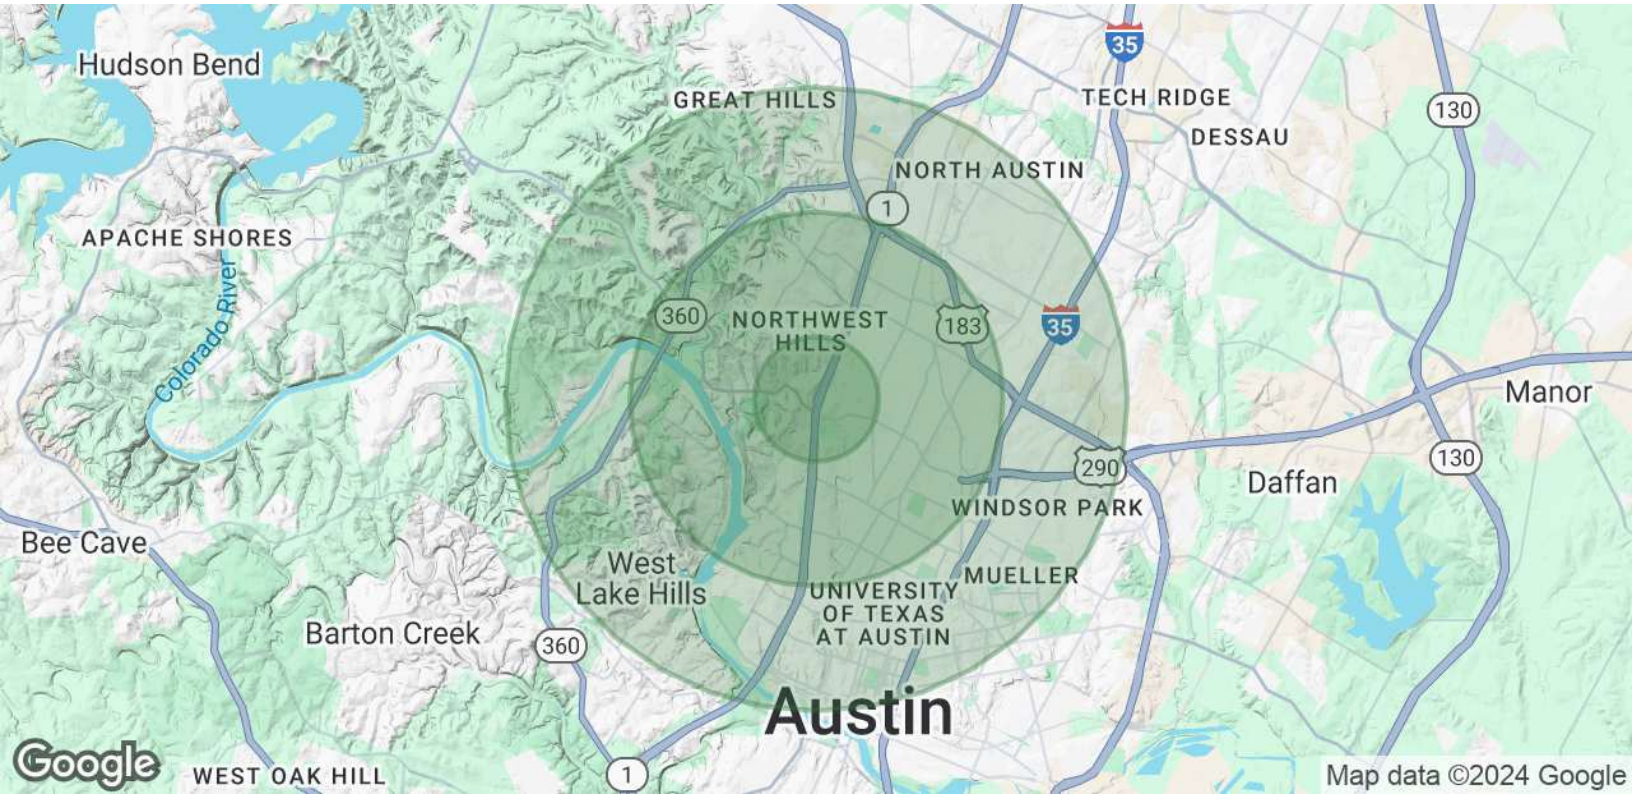 35
Hudson Bend
GREAT HILLS
TECH RIDGE
130
DESSAU
NORTH AUSTIN
1
APACHE SHORES
Colorado River
360
NORTHWEST
HILLS
183
35
Manor
290
130
Daffan
WINDSOR PARK
Bee Cave
West
Lake Hills
MUELLER
UNIVERSITY
OF TEXAS
AT AUSTIN
Barton Creek
360
Austin
Google
WEST OAK HILL
1
Map data ©2024 Google